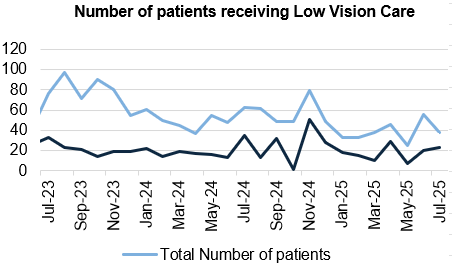 Number of patients receiving Low Vision Care
120
100
80
60
40
20
0
Jul-23
Sep-23
Nov-23
Jan-24
Mar-24
May-24
Jul-24
Sep-24
Nov-24
Jan-25
Mar-25
May-25
Jul-25
Total Number of patients